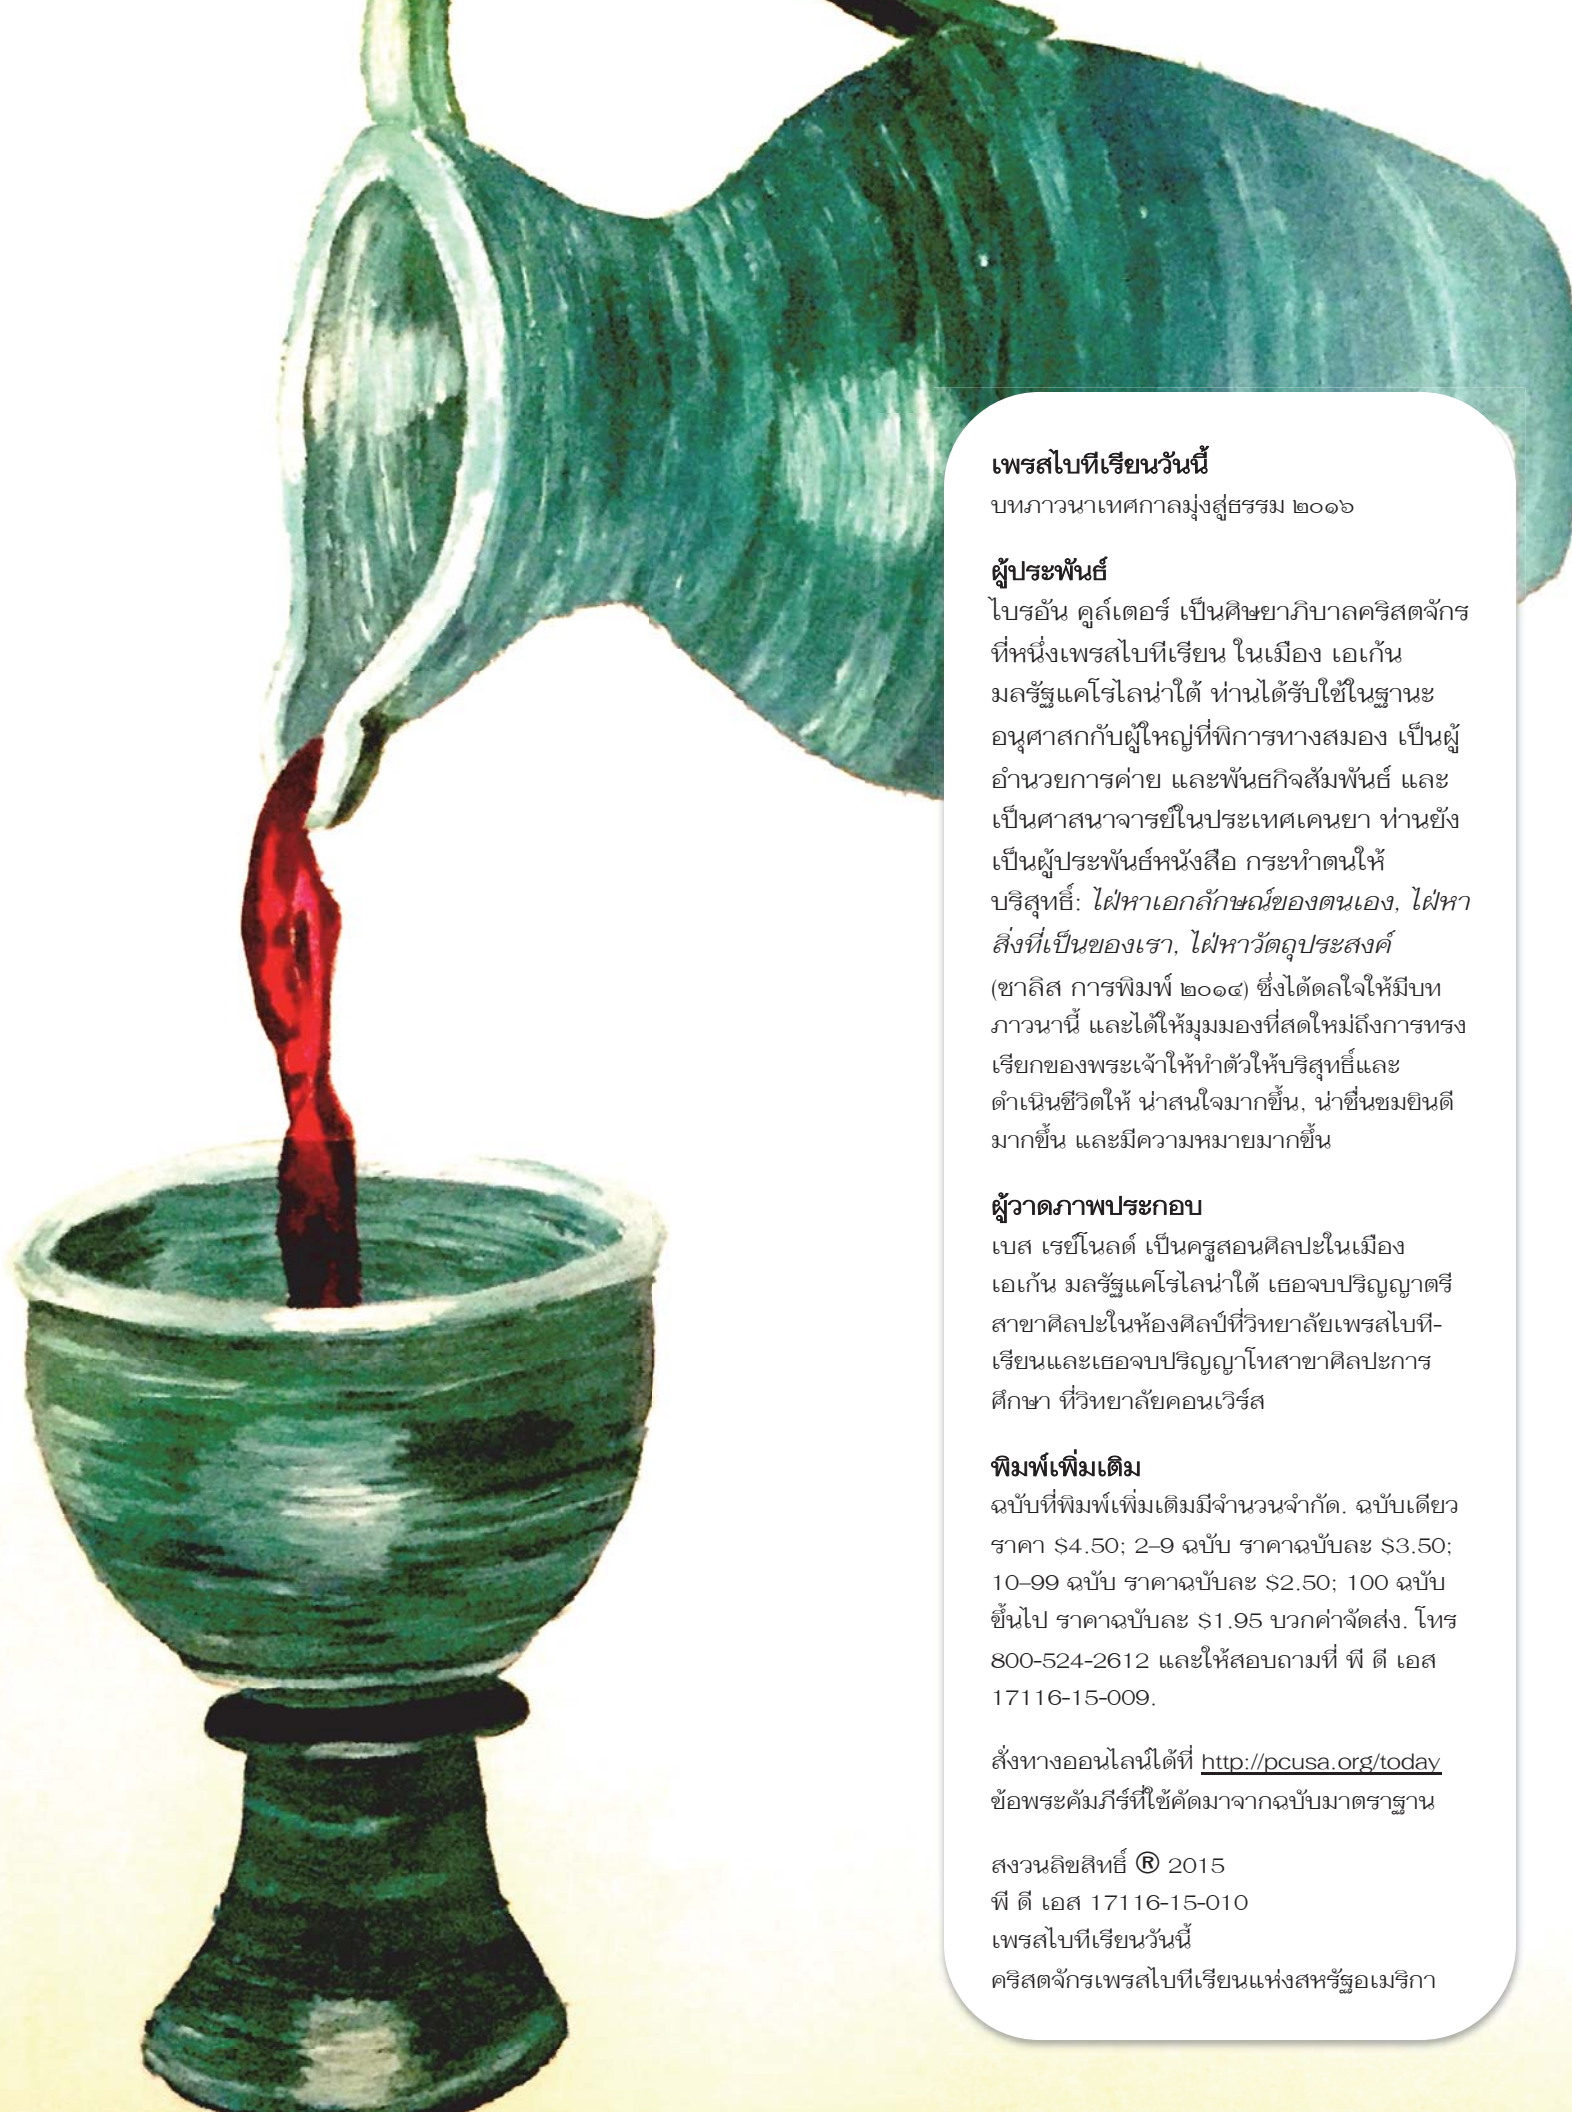 เพรสไบทีเรียนวันนี้
บทภาวนาเทศกาลมุ่งสู่ธรรม ๒๐๑๖
ผู้ประพันธ์
ไบรอัน คูล์เตอร์ เป็นศิษยาภิบาลคริสตจักร
ที่หนึ่งเพรสไบทีเรียน ในเมือง เอเก้น
มลรัฐแคโรไลน่าใต้ ท่านได้รับใช้ในฐานะ
อนุศาสกกับผู้ใหญ่ที่พิการทางสมอง เป็นผู้
อำนวยการค่าย และพันธกิจสัมพันธ์ และ
เป็นศาสนาจารย์ในประเทศเคนยา ท่านยัง
เป็นผู้ประพันธ์หนังสือ กระทำตนให้
บริสุทธิ์: ไฝ่หาเอกลักษณ์ของตนเอง, ไฝ่หา
สิ่งที่เป็นของเรา, ไฝ่หาวัตถุประสงค์
(ชาลิส การพิมพ์ ๒๐๑๔) ซึ่งได้ดลใจให้มีบท
ภาวนานี้ และได้ให้มุมมองที่สดใหม่ถึงการทรง
เรียกของพระเจ้าให้ทำตัวให้บริสุทธิ์และ
ดำเนินชีวิตให้ น่าสนใจมากขึ้น, น่าชื่นชมยินดี
มากขึ้น และมีความหมายมากขึ้น
ผู้วาดภาพประกอบ
เบส เรย์โนลด์ เป็นครูสอนศิลปะในเมือง
เอเก้น มลรัฐแคโรไลน่าใต้ เธอจบปริญญาตรี
สาขาศิลปะในห้องศิลป์ที่วิทยาลัยเพรสไบที-
เรียนและเธอจบปริญญาโทสาขาศิลปะการ
ศึกษา ที่วิทยาลัยคอนเวิร์ส
พิมพ์เพิ่มเติม
ฉบับที่พิมพ์เพิ่มเติมมีจำนวนจำกัด. ฉบับเดียว
ราคา $4.50; 2–9 ฉบับ ราคาฉบับละ $3.50;
10–99 ฉบับ ราคาฉบับละ $2.50; 100 ฉบับ
ขึ้นไป ราคาฉบับละ $1.95 บวกค่าจัดส่ง. โทร
800-524-2612 และให้สอบถามที่ พี ดี เอส
17116-15-009.
สั่งทางออนไลน์ได้ที่ http://pcusa.org/today
ข้อพระคัมภีร์ที่ใช้คัดมาจากฉบับมาตราฐาน
สงวนลิขสิทธิ์ ® 2015
พี ดี เอส 17116-15-010
เพรสไบทีเรียนวันนี้
คริสตจักรเพรสไบทีเรียนแห่งสหรัฐอเมริกา